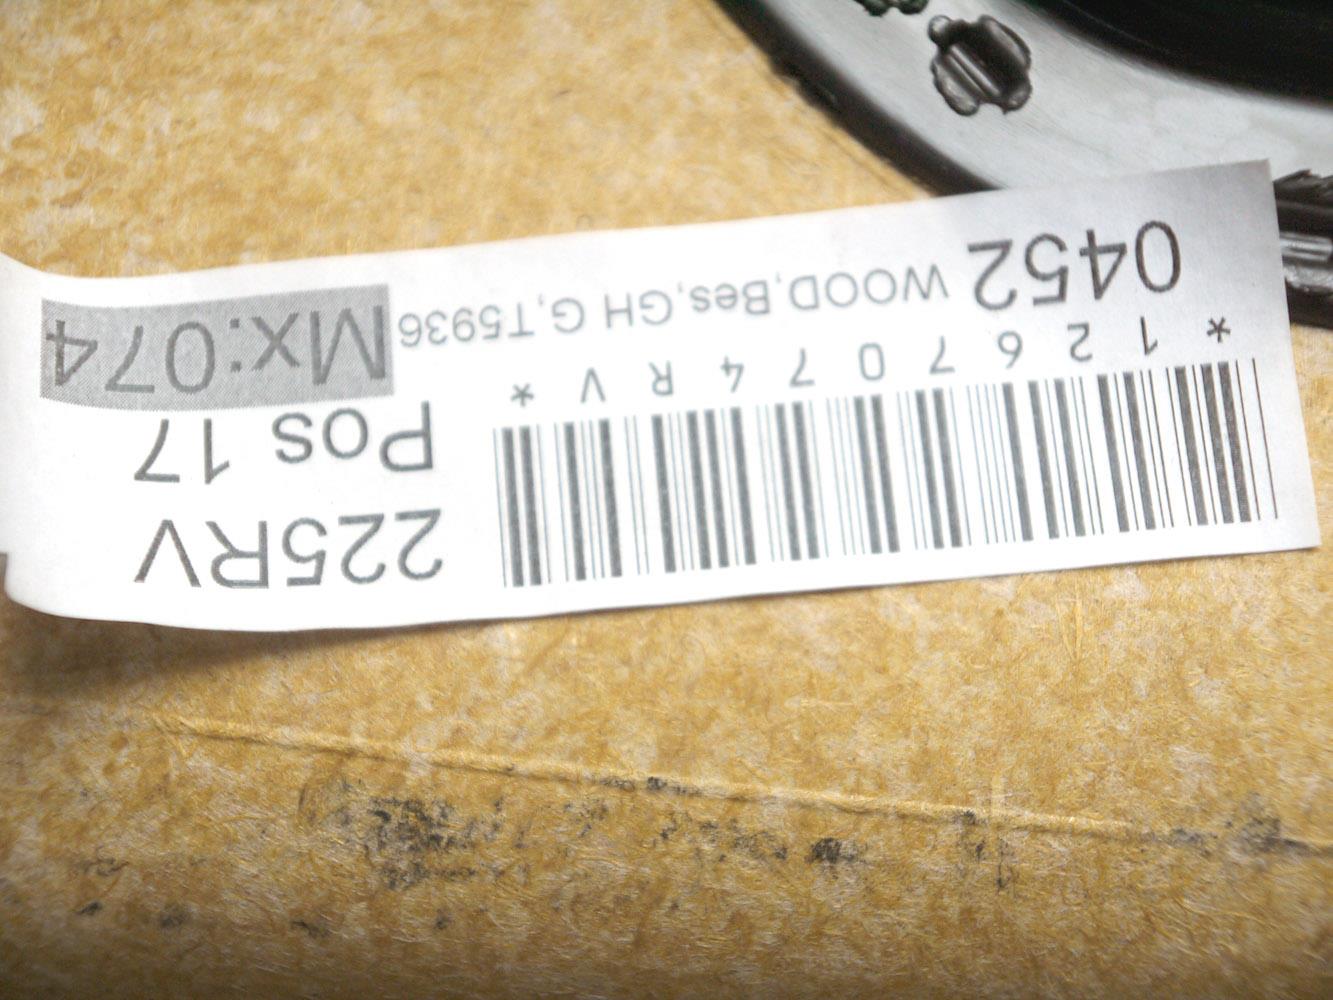 225RV
Pos 17
Mx:074
*1267074RV*
0452 WOOD,Bes,GH G,T5936